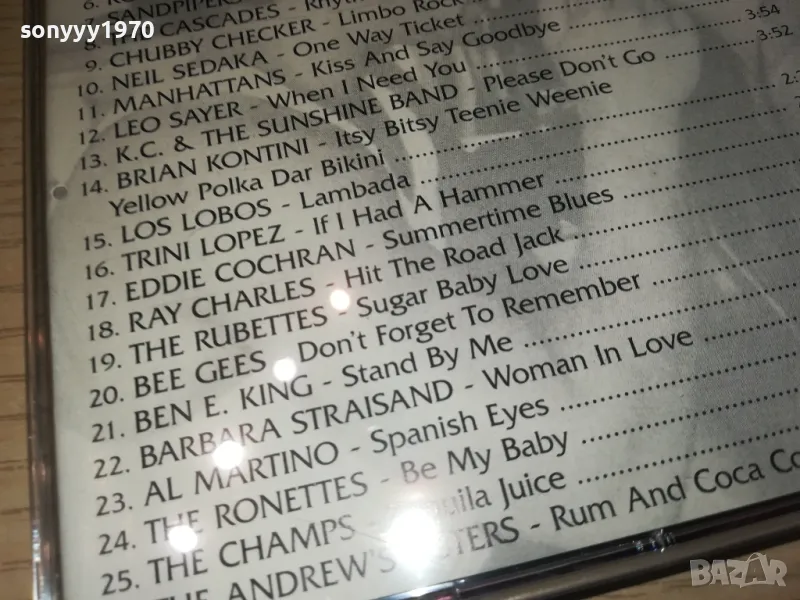 sonyyy1970
7. SANDPIPERS
8. THE CASCADES - Rhyth
9. CHUBBY CHECKER - Limbo Rock
10. NEIL SEDAKA - One Way Ticket
11. MANHATTANS - Kiss And Say Goodbye 3:54
12. LEO SAYER - When I Need You 3:52
13. K.C. & THE SUNSHINE BAND - Please Don't Go
14. BRIAN KONTINI - Itsy Bitsy Teenie Weenie
Yellow Polka Dar Bikini
15. LOS LOBOS - Lambada
16. TRINI LOPEZ - If I Had A Hammer
17. EDDIE COCHRAN - Summertime Blues
18. RAY CHARLES - Hit The Road Jack
19. THE RUBETTES - Sugar Baby Love
20. BEE GEES - Don't Forget To Remember
21. BEN E. KING - Stand By Me
22. BARBARA STRAISAND - Woman In Love
23. AL MARTINO - Spanish Eyes
24. THE RONETTES - Be My Baby
25. THE CHAMPS - uila Juice
THE ANDREW'S TERS - Rum And Coca Co
BAZAR